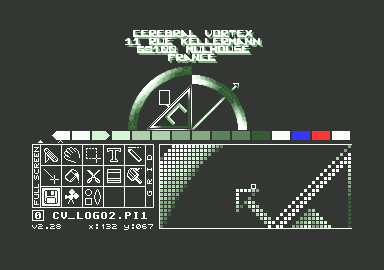 CEREBRAL VORTEX
11 RUE KELLERMANN
68100 MULHOUSE
FRANCE
FULL SCREEN
T
GRID
0 CV_LOGO2.PI1
V2.28 x:132 y:067